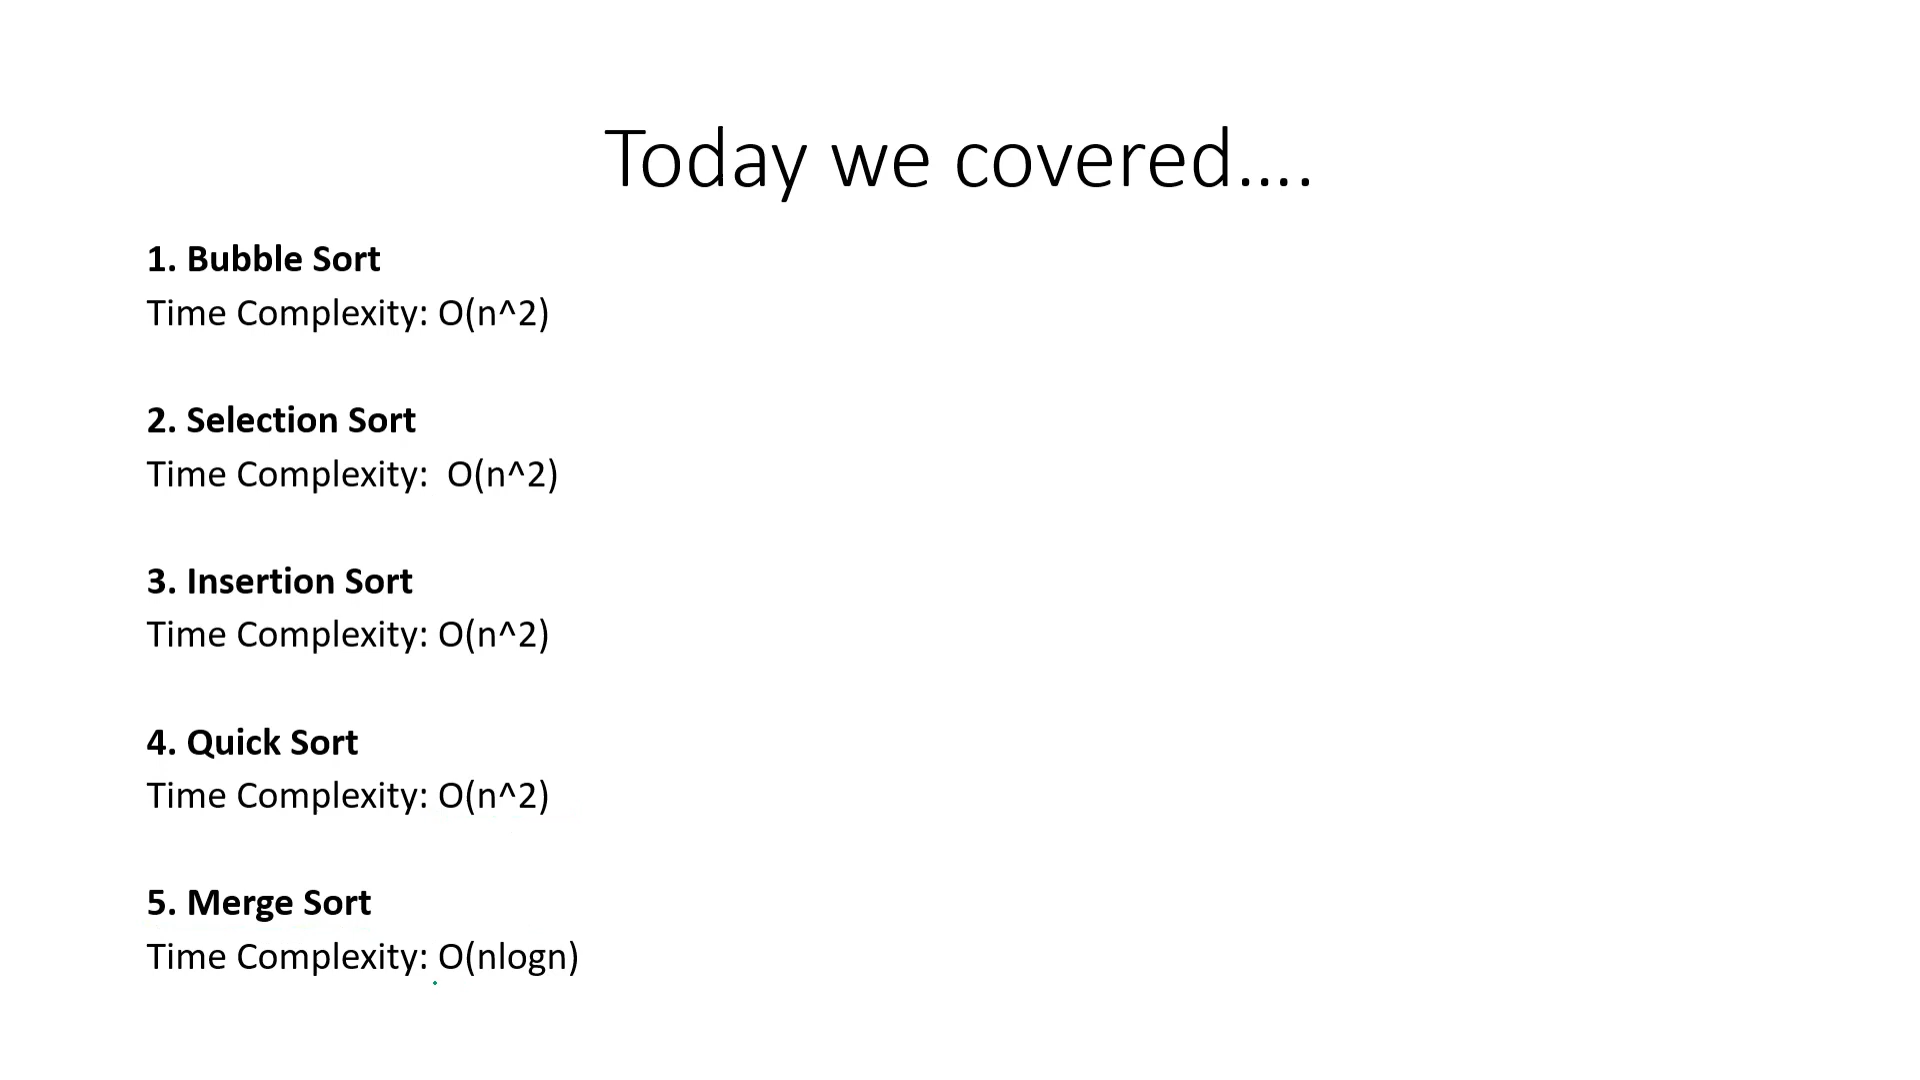 Today we covered....
1. Bubble Sort
Time Complexity: O(n^2)
2. Selection Sort
Time Complexity:  O(n^2)
3. Insertion Sort
Time Complexity: O(n^2)
4. Quick Sort
Time Complexity: O(n^2)
5. Merge Sort
Time Complexity: O(nlogn)